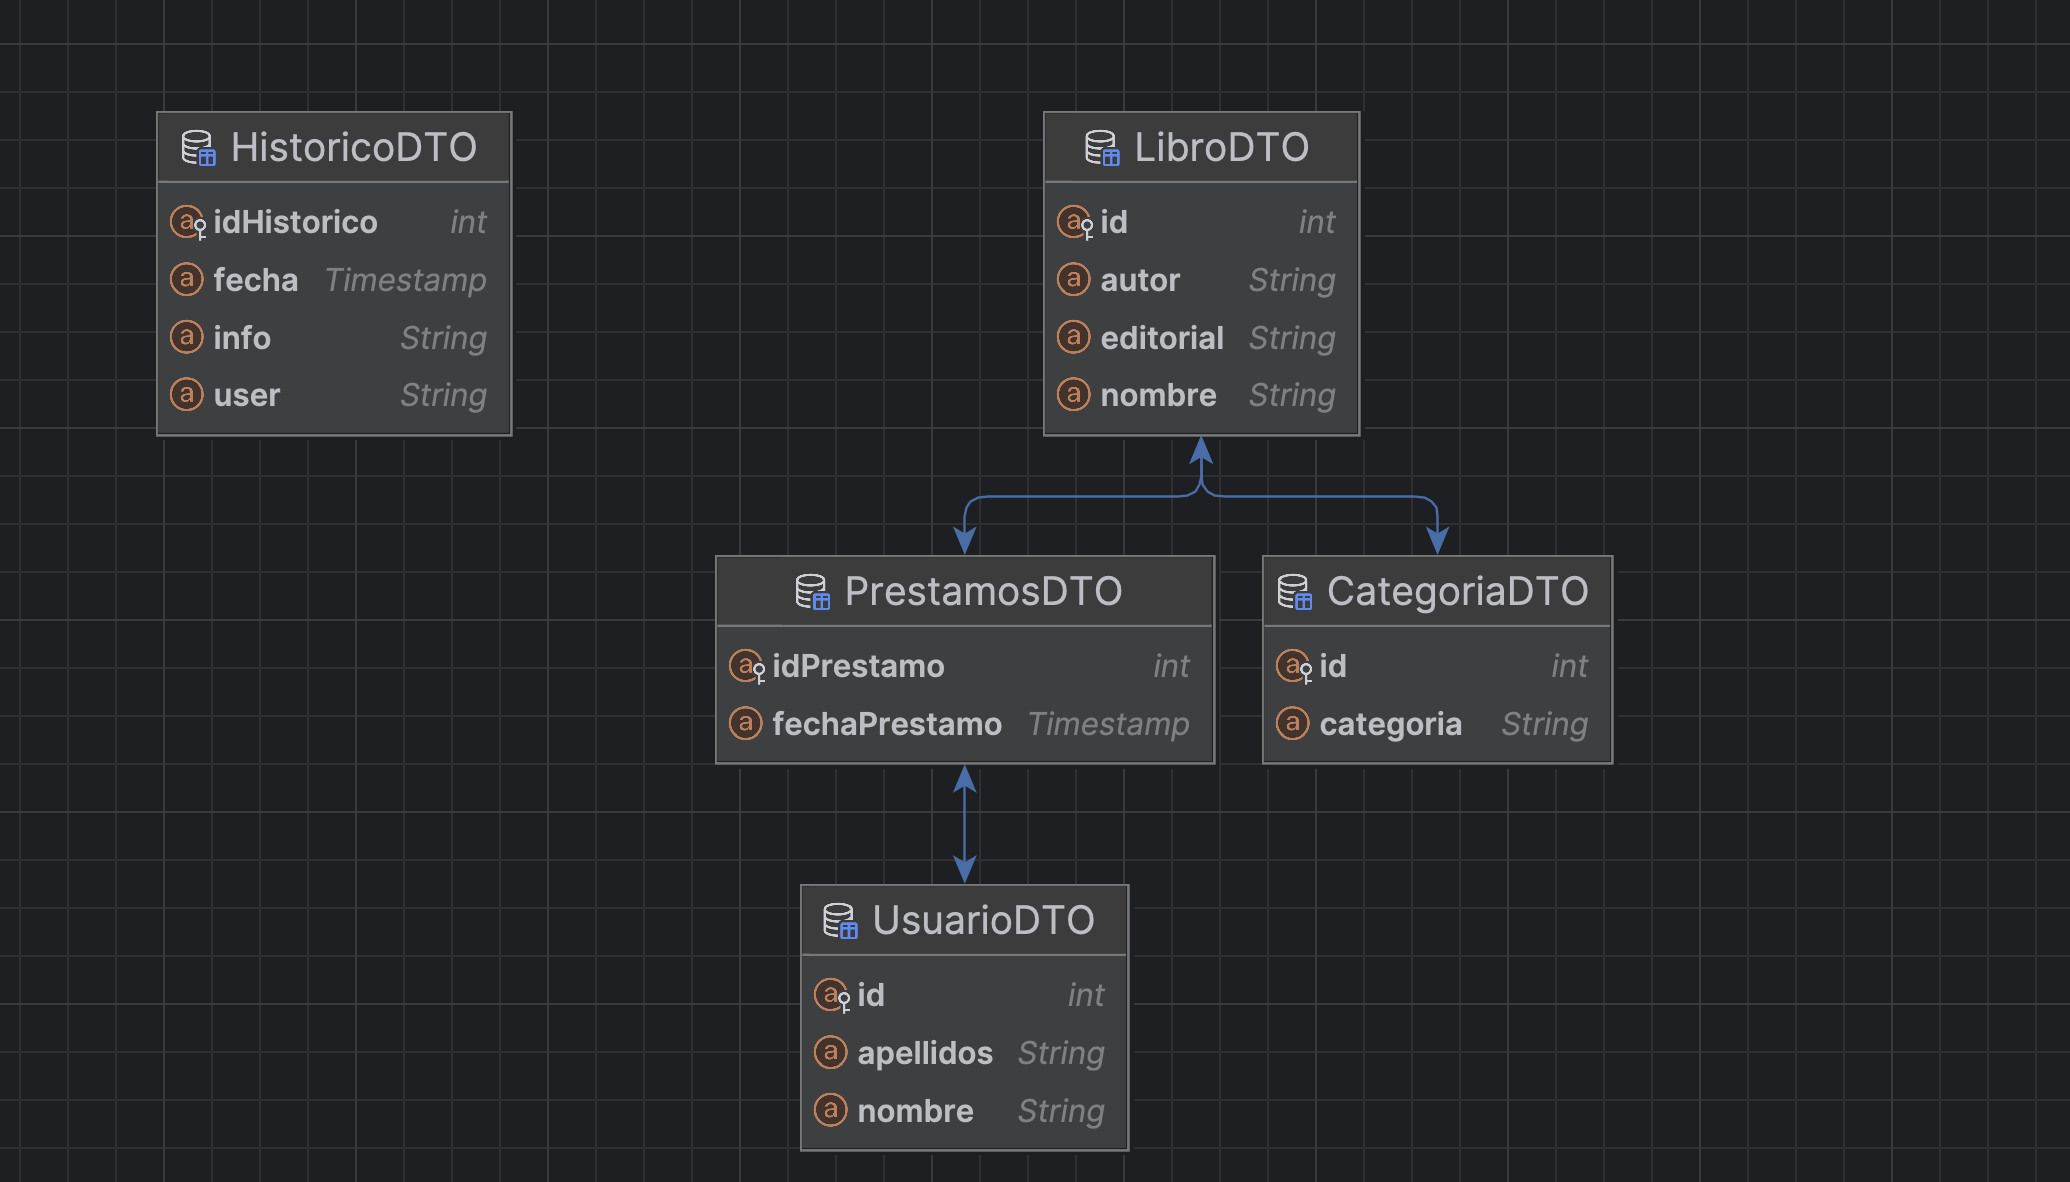 HistoricoDTO
idHistorico int
fecha Timestamp
info String
user String
LibroDTO
id int
autor String
editorial String
nombre String
PrestamosDTO
idPrestamo int
fechaPrestamo Timestamp
CategoriaDTO
id int
categoria String
UsuarioDTO
id int
apellidos String
nombre String